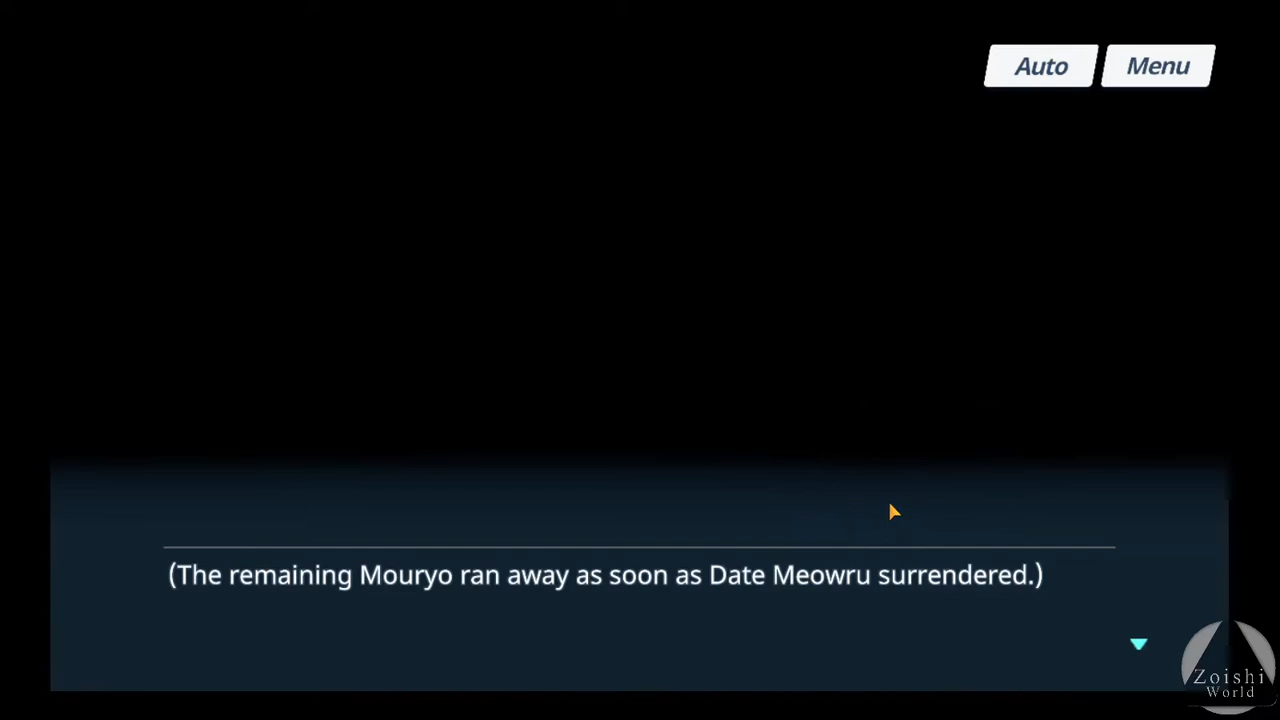 Auto
Menu
(The remaining Mouryo ran away as soon as Date Meowru surrendered.)
Zoishi
World